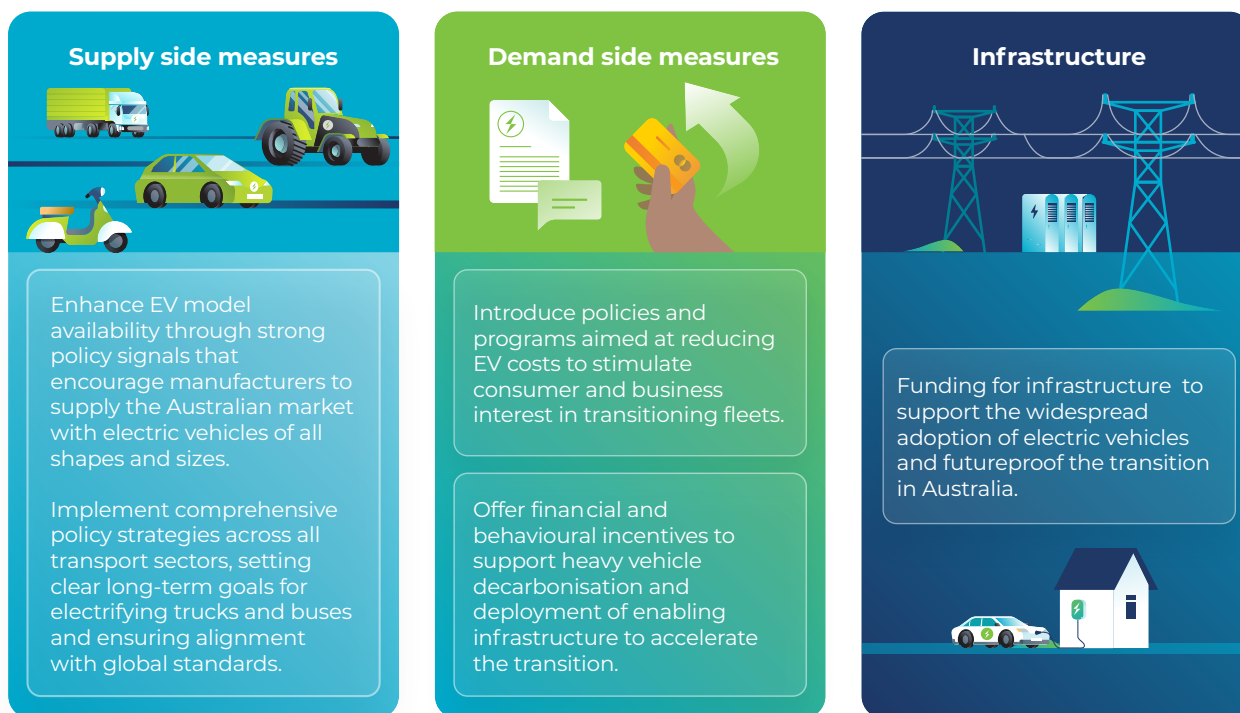 Supply side measures
Enhance EV model
availability through strong
policy signals that
encourage manufacturers to
supply the Australian market
with electric vehicles of all
shapes and sizes.
Implement comprehensive
policy strategies across all
transport sectors, setting
clear long-term goals for
electrifying trucks and buses
and ensuring alignment
with global standards.
Demand side measures
Introduce policies and
programs aimed at reducing
EV costs to stimulate
consumer and business
interest in transitioning fleets.
Offer financial and
behavioural incentives to
support heavy vehicle
decarbonisation and
deployment of enabling
infrastructure to accelerate
the transition.
Infrastructure
Funding for infrastructure to
support the widespread
adoption of electric vehicles
and futureproof the transition
in Australia.